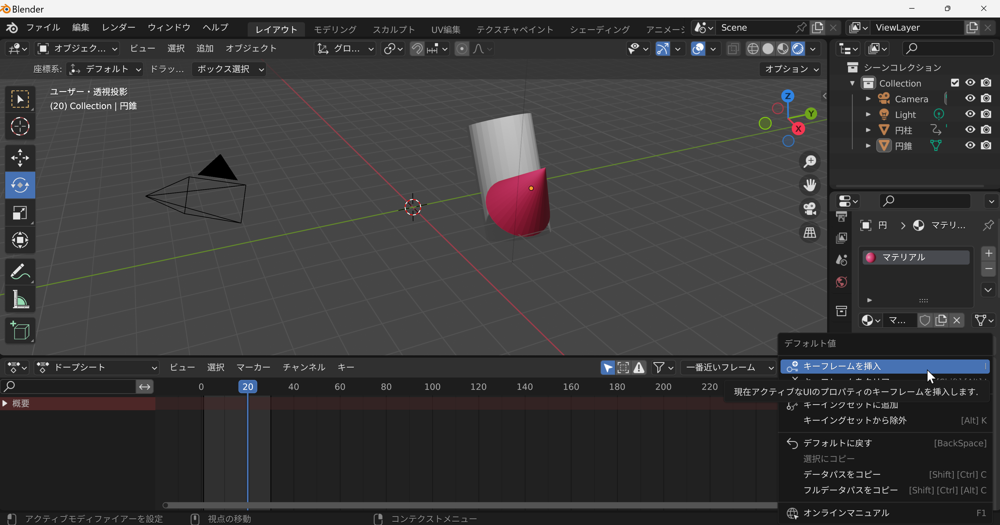 Blender
ファイル 編集 レンダー ウィンドウ ヘルプ レイアウト モデリング スカルプト UV編集 テクスチャペイント シェーディング アニメーシ Scene ViewLayer
オブジェク... ビュー 選択 追加 オブジェクト グロ...
座標系: デフォルト ドラッ... ボックス選択 オプション
ユーザー・透視投影
(20) Collection | 円錐
Z
Y
X
シーンコレクション
Collection
Camera
Light
円柱
円錐
円 マテリ...
マテリアル
マ...
デフォルト値
キーフレームを挿入 I
現在アクティブなUIのプロパティのキーフレームを挿入します.
キーイングセットに追加
キーイングセットから除外 [Alt] K
デフォルトに戻す [BackSpace]
選択にコピー
データパスをコピー [Shift] [Ctrl] C
フルデータパスをコピー [Shift] [Ctrl] [Alt] C
オンラインマニュアル F1
ドープシート ビュー 選択 マーカー チャンネル キー 一番近いフレーム
0 20 40 60 80 100 120 140 160 180 200 220
概要
アクティブモディファイアーを設定 視点の移動 コンテクストメニュー